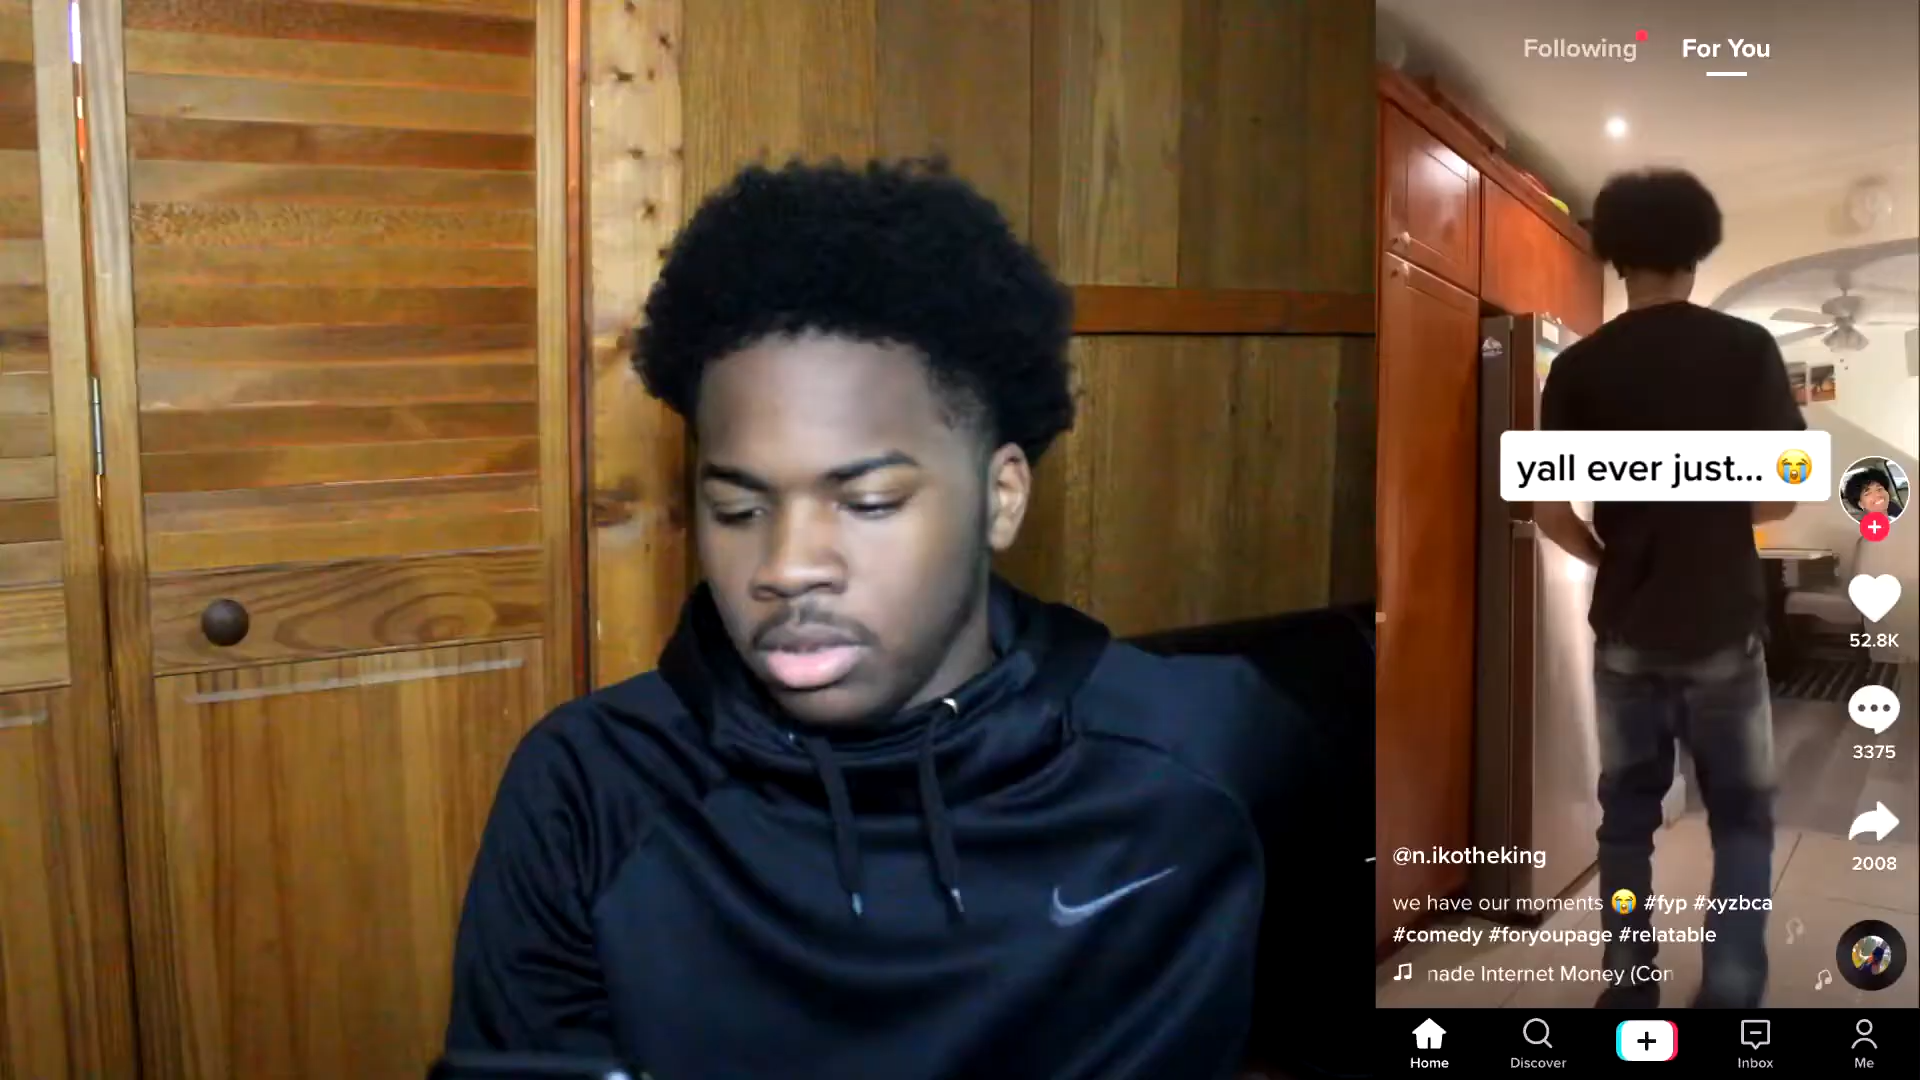 Following
For You
yall ever just... 😭
52.8K
3375
2008
@n.ikotheking
we have our moments 😭 #fyp #xyzbca
#comedy #foryoupage #relatable
nade Internet Money (Con
Home
Discover
Inbox
Me